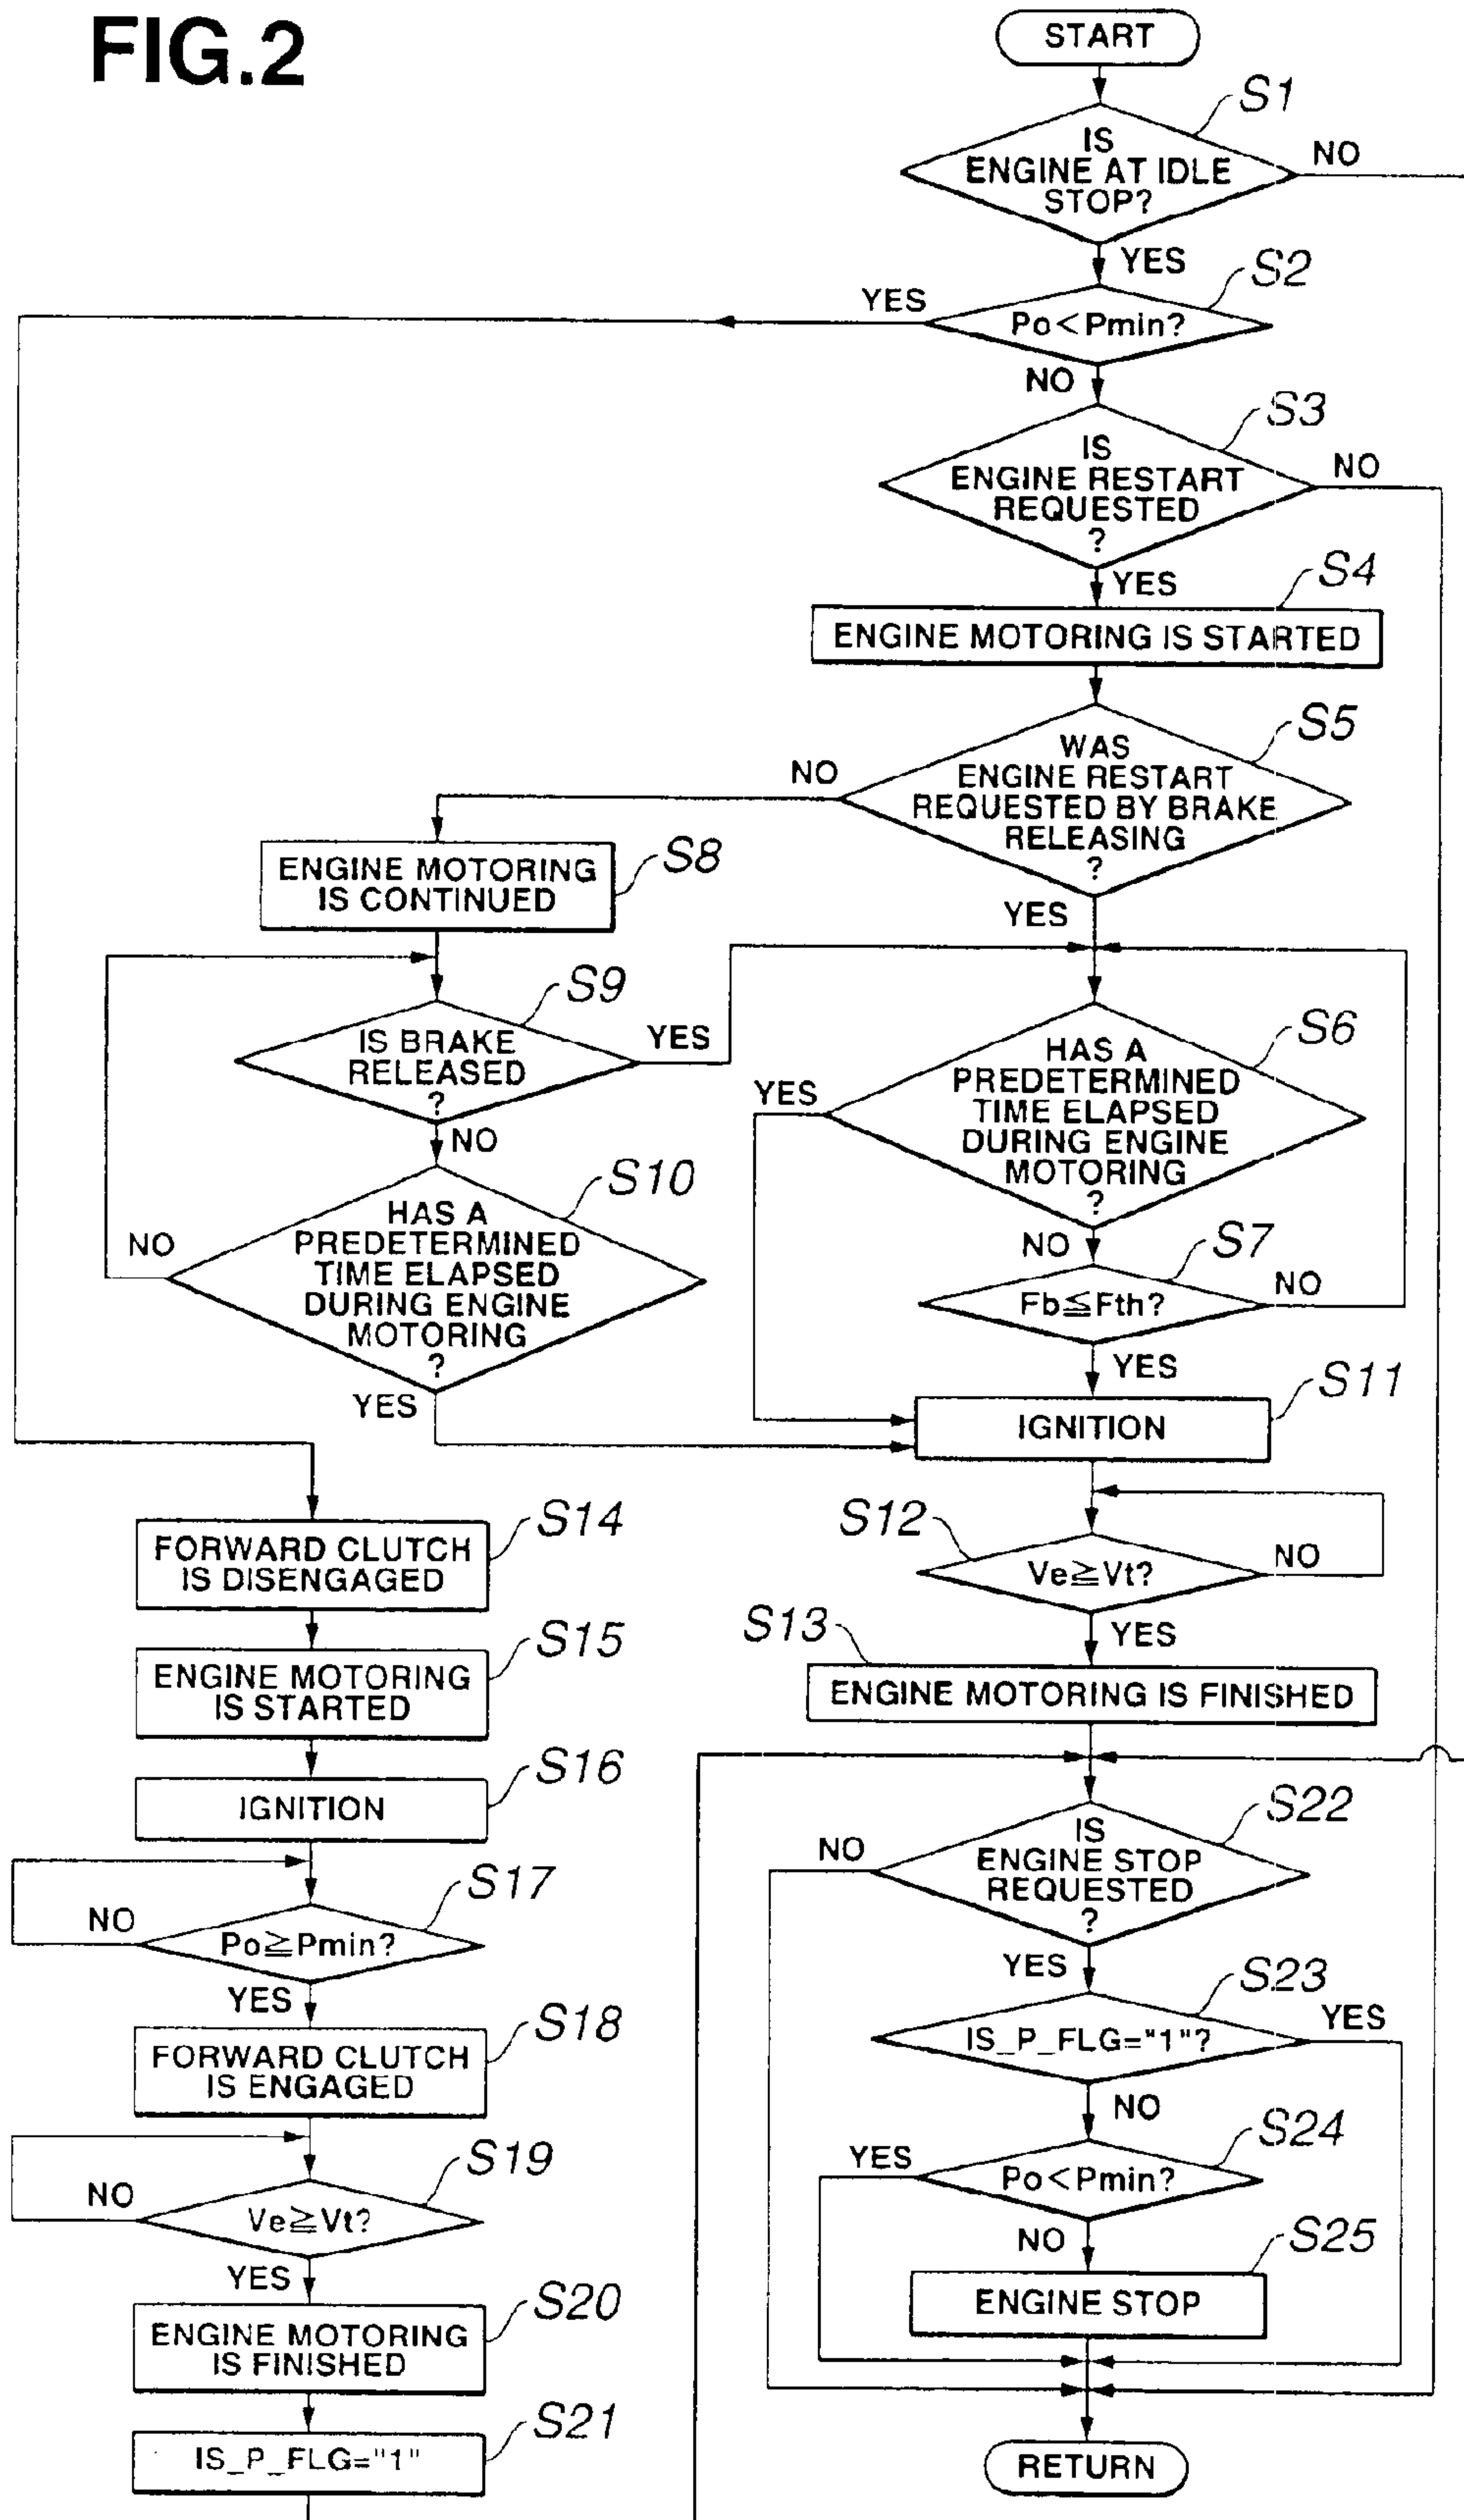 FIG.2
START
S1
IS
ENGINE AT IDLE
STOP?
NO
YES
S2
Po<Pmin?
YES
NO
S3
IS
ENGINE RESTART
REQUESTED
?
NO
YES
S4
ENGINE MOTORING IS STARTED
S5
WAS
ENGINE RESTART
REQUESTED BY BRAKE
RELEASING
?
NO
YES
S8
ENGINE MOTORING
IS CONTINUED
S9
IS BRAKE
RELEASED
?
YES
NO
S6
HAS A
PREDETERMINED
TIME ELAPSED
DURING ENGINE
MOTORING
?
YES
NO
S10
HAS A
PREDETERMINED
TIME ELAPSED
DURING ENGINE
MOTORING
?
NO
YES
S7
Fb≦Fth?
NO
YES
S11
IGNITION
S12
Ve≧Vt?
NO
YES
S13
ENGINE MOTORING IS FINISHED
S14
FORWARD CLUTCH
IS DISENGAGED
S15
ENGINE MOTORING
IS STARTED
S16
IGNITION
S17
Po≧Pmin?
NO
YES
S18
FORWARD CLUTCH
IS ENGAGED
S19
Ve≧Vt?
NO
YES
S20
ENGINE MOTORING
IS FINISHED
S21
IS_P_FLG="1"
S22
IS
ENGINE STOP
REQUESTED
?
NO
YES
S23
IS_P_FLG="1"?
YES
NO
S24
Po<Pmin?
YES
NO
S25
ENGINE STOP
RETURN